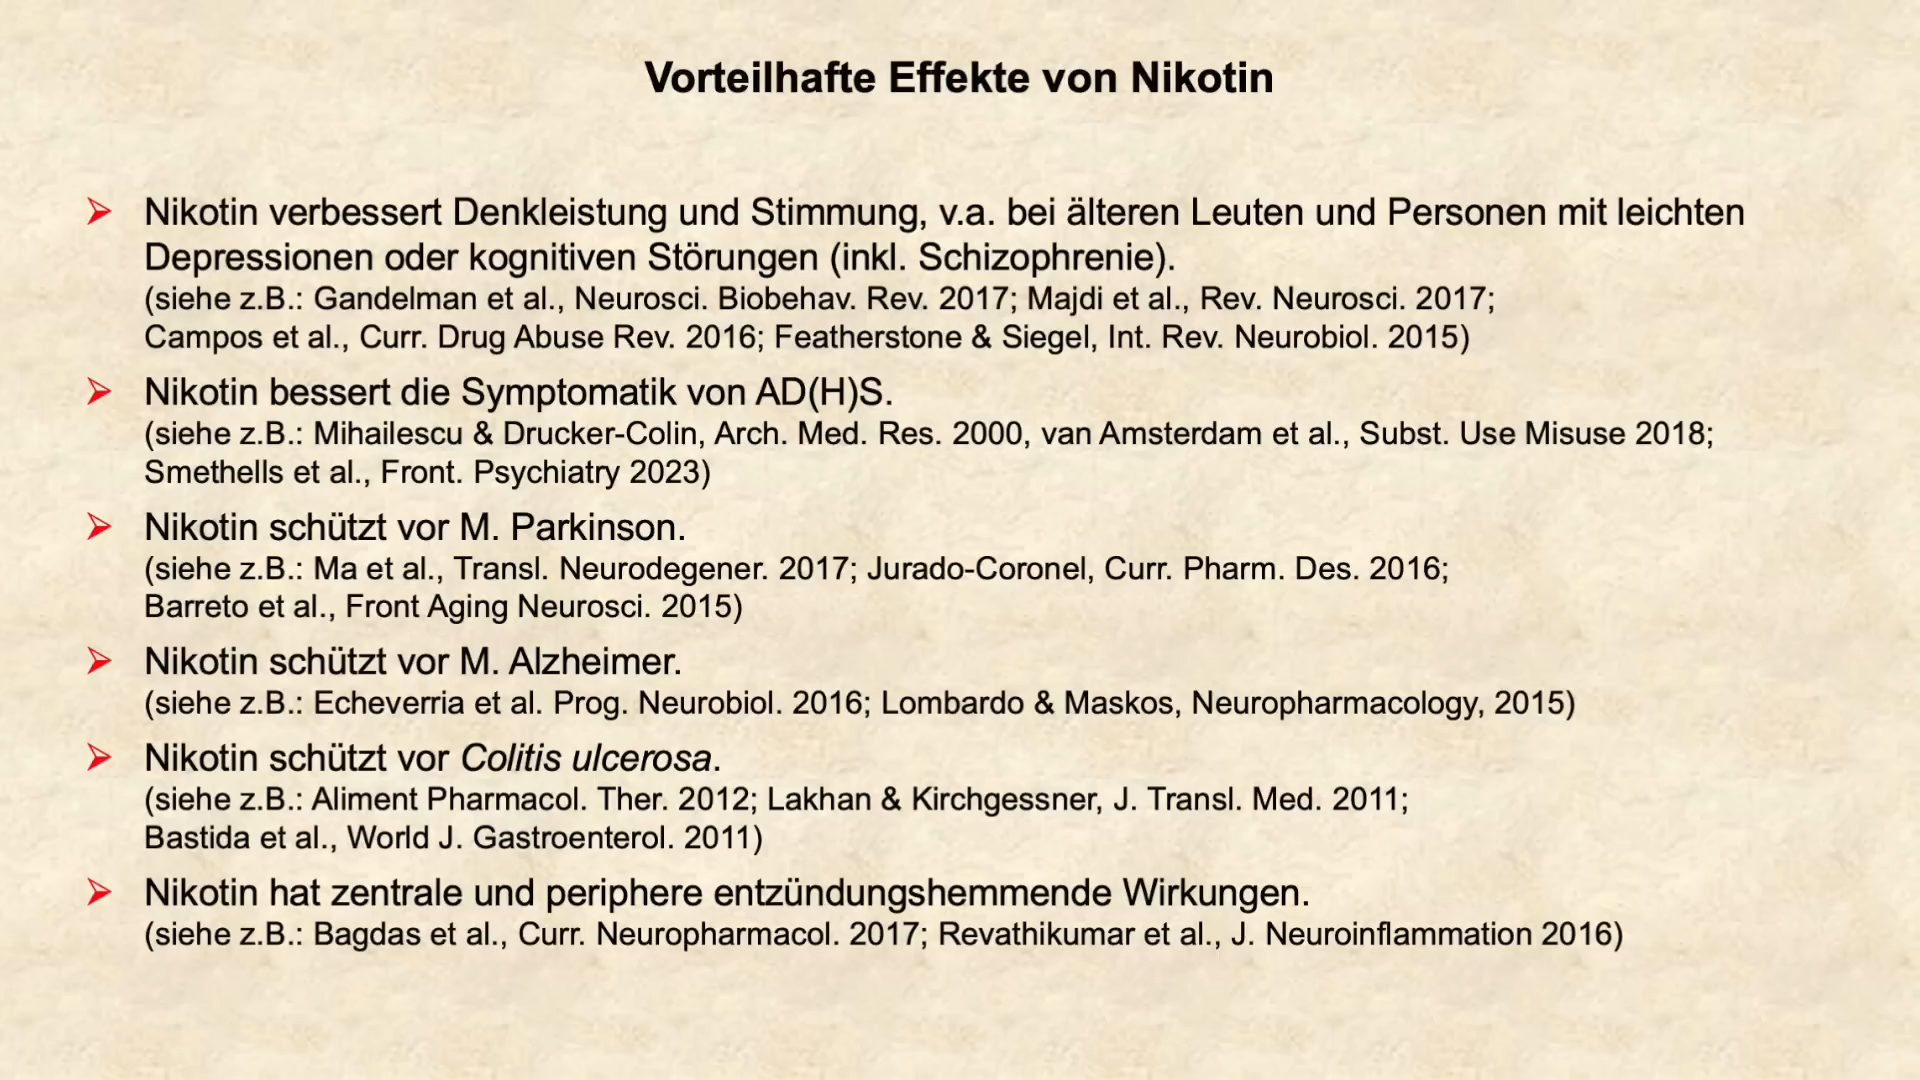 Vorteilhafte Effekte von Nikotin
Nikotin verbessert Denkleistung und Stimmung, v.a. bei älteren Leuten und Personen mit leichten
Depressionen oder kognitiven Störungen (inkl. Schizophrenie).
(siehe z.B.: Gandelman et al., Neurosci. Biobehav. Rev. 2017; Majdi et al., Rev. Neurosci. 2017;
Campos et al., Curr. Drug Abuse Rev. 2016; Featherstone & Siegel, Int. Rev. Neurobiol. 2015)
Nikotin bessert die Symptomatik von AD(H)S.
(siehe z.B.: Mihailescu & Drucker-Colin, Arch. Med. Res. 2000, van Amsterdam et al., Subst. Use Misuse 2018;
Smethells et al., Front. Psychiatry 2023)
Nikotin schützt vor M. Parkinson.
(siehe z.B.: Ma et al., Transl. Neurodegener. 2017; Jurado-Coronel, Curr. Pharm. Des. 2016;
Barreto et al., Front Aging Neurosci. 2015)
Nikotin schützt vor M. Alzheimer.
(siehe z.B.: Echeverria et al. Prog. Neurobiol. 2016; Lombardo & Maskos, Neuropharmacology, 2015)
Nikotin schützt vor Colitis ulcerosa.
(siehe z.B.: Aliment Pharmacol. Ther. 2012; Lakhan & Kirchgessner, J. Transl. Med. 2011;
Bastida et al., World J. Gastroenterol. 2011)
Nikotin hat zentrale und periphere entzündungshemmende Wirkungen.
(siehe z.B.: Bagdas et al., Curr. Neuropharmacol. 2017; Revathikumar et al., J. Neuroinflammation 2016)